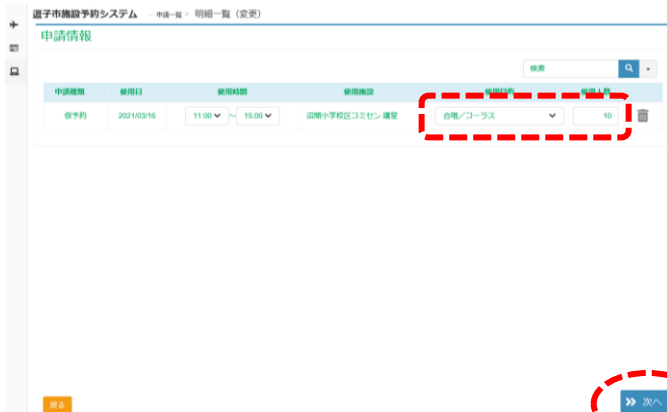 逗子市施設予約システム > 申請一覧 > 明細一覧（変更）
申請情報
検索
申請種類 使用日 使用時間 使用施設 使用目的 使用人数
仮予約 2021/03/16 11:00 ～ 15:00 沼間小学校区コミセン 講室 合唱／コーラス 10
戻る
次へ